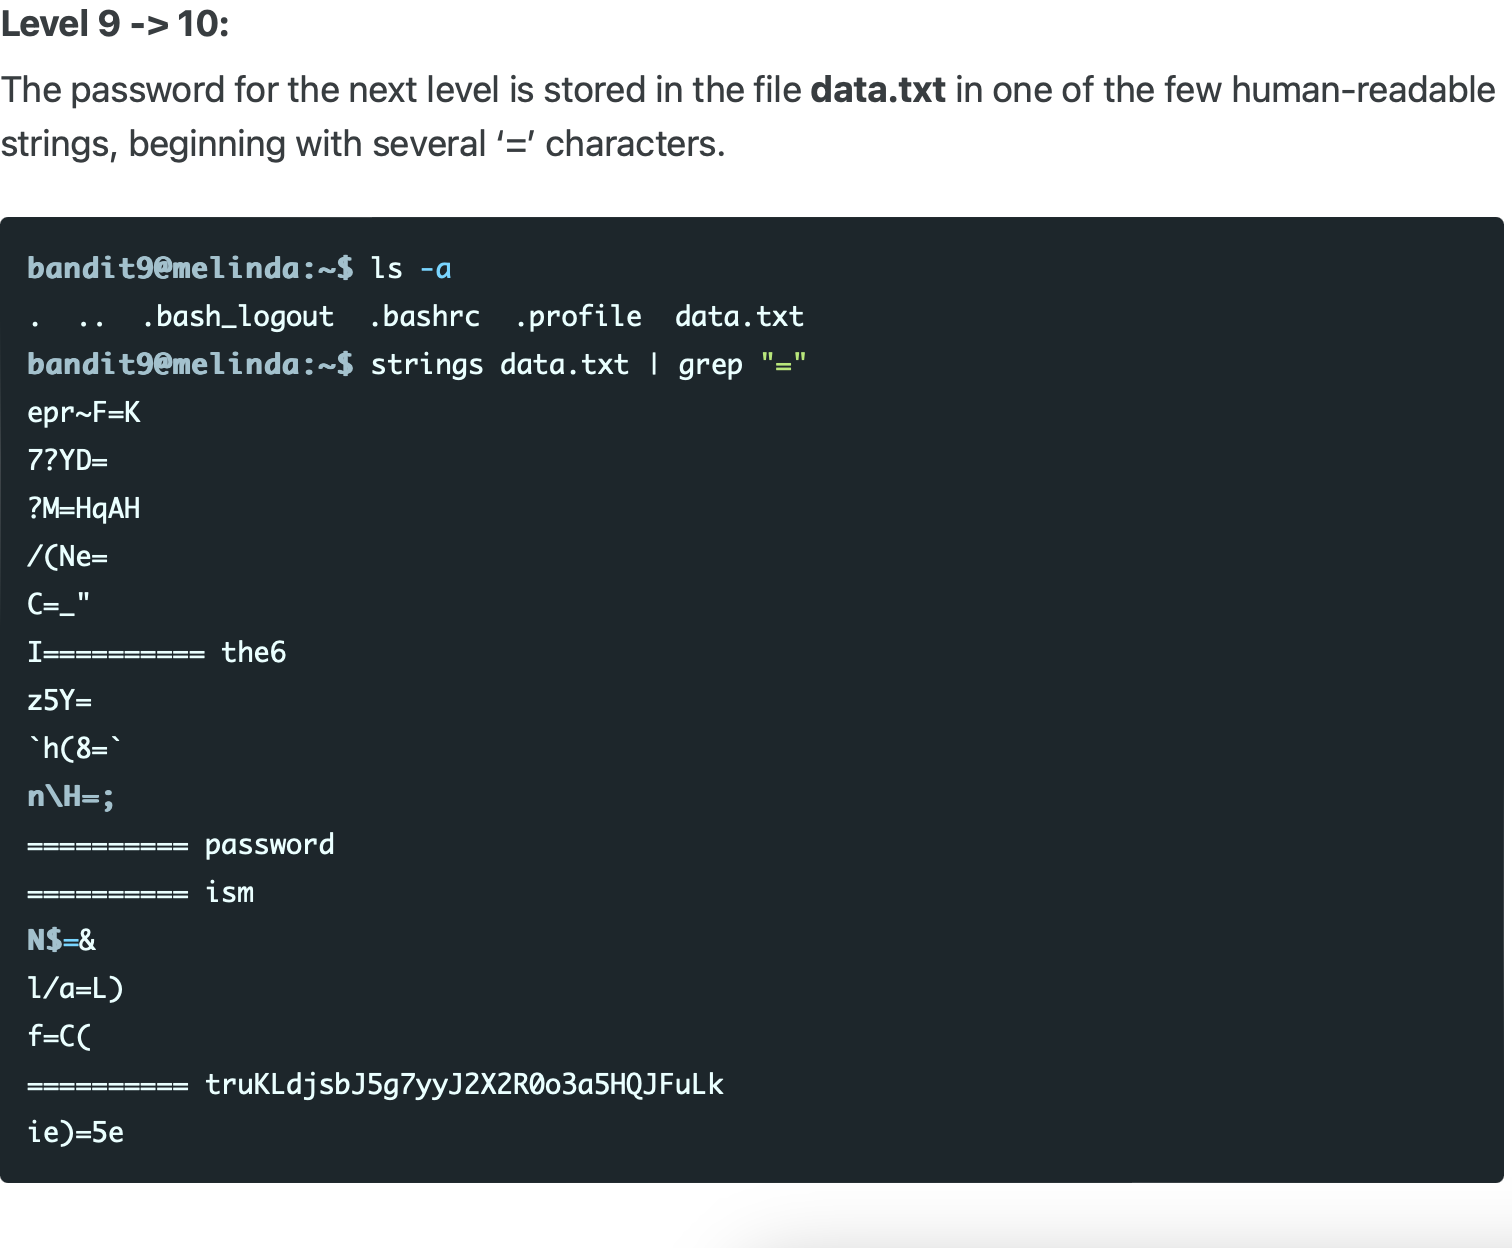 Level 9 -> 10:
The password for the next level is stored in the file data.txt in one of the few human-readable
strings, beginning with several ‘=’ characters.
bandit9@melinda:~$ ls -a
.  ..  .bash_logout  .bashrc  .profile  data.txt
bandit9@melinda:~$ strings data.txt | grep "="
epr~F=K
7?YD=
?M=HqAH
/(Ne=
C=_"
I========== the6
z5Y=
`h(8=`
n\H=;
========== password
========== ism
N$=&
l/a=L)
f=C(
========== truKLdjsbJ5g7yyJ2X2R0o3a5HQJFuLk
ie)=5e